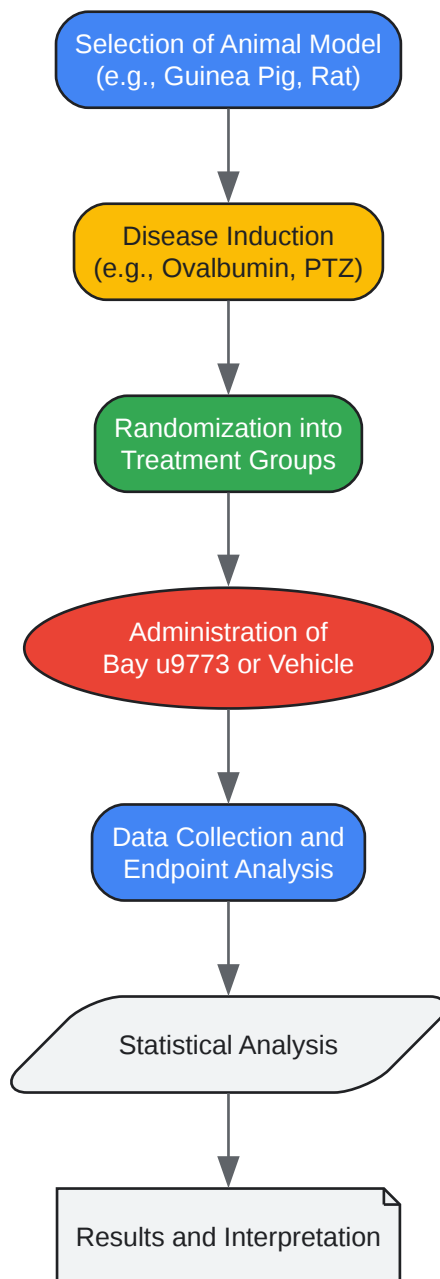 Selection of Animal Model
(e.g., Guinea Pig, Rat)
Disease Induction
(e.g., Ovalbumin, PTZ)
Randomization into
Treatment Groups
Administration of
Bay u9773 or Vehicle
Data Collection and
Endpoint Analysis
Statistical Analysis
Results and Interpretation